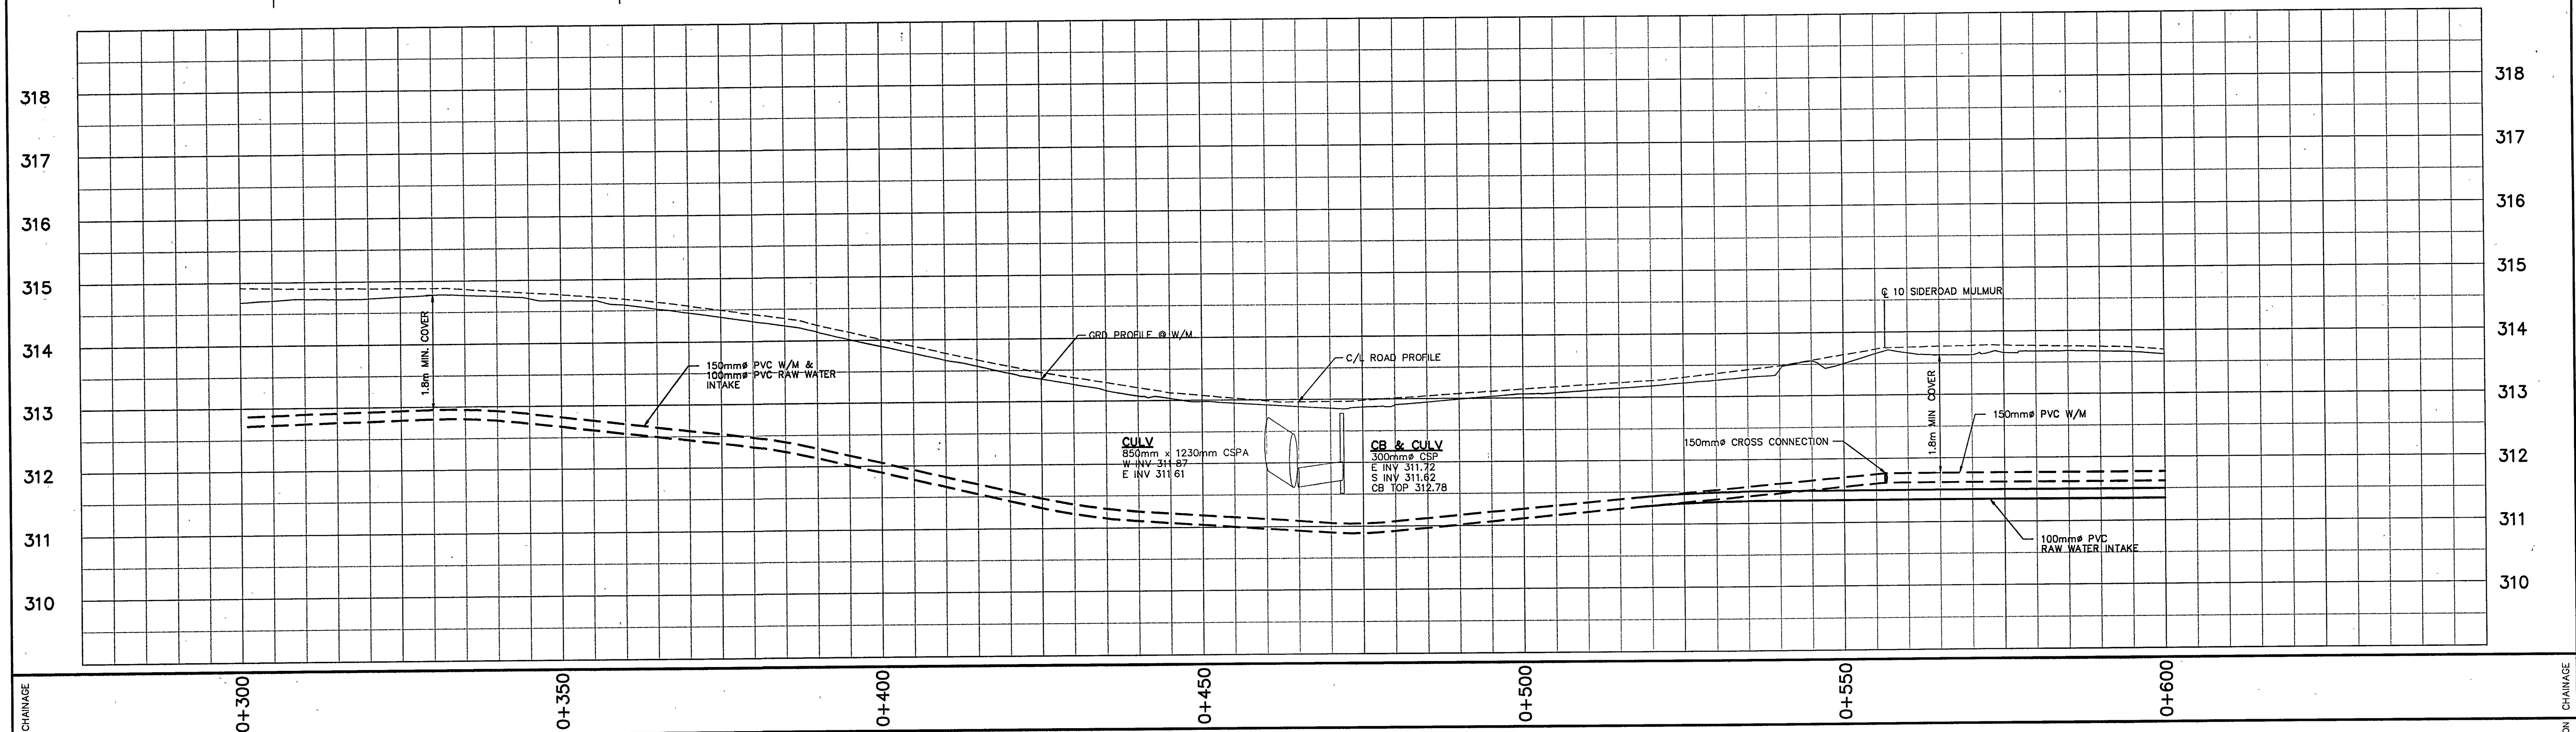 318
317
316
315
314
313
312
311
310
318
317
316
315
314
313
312
311
310
1.8m MIN. COVER
150mmø PVC W/M &
100mmø PVC RAW WATER
INTAKE
GRD PROFILE @ W/M
C/L ROAD PROFILE
CULV
850mm x 1230mm CSPA
W INV 311.87
E INV 311.61
CB & CULV
300mmø CSP
E INV 311.72
S INV 311.62
CB TOP 312.78
℄ 10 SIDEROAD MULMUR
1.8m MIN COVER
150mmø PVC W/M
150mmø CROSS CONNECTION
100mmø PVC
RAW WATER INTAKE
CHAINAGE
0+300
0+350
0+400
0+450
0+500
0+550
0+600
CHAINAGE